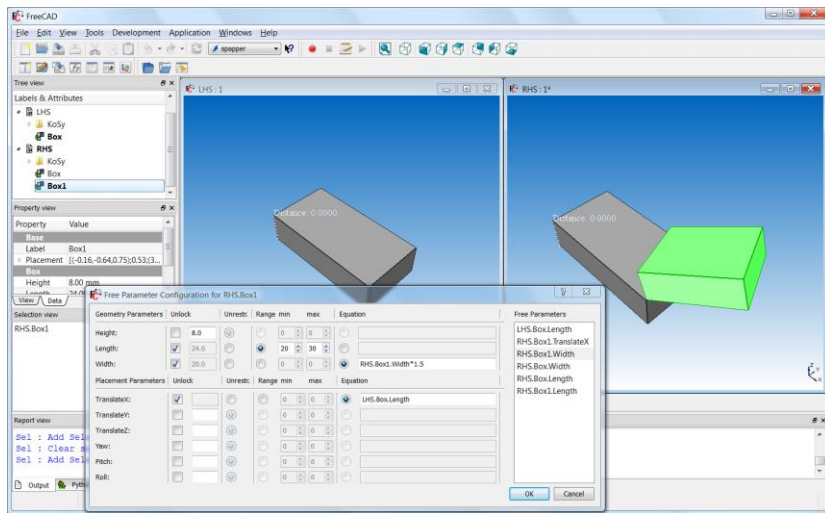 FreeCAD
File Edit View Tools Development Application Windows Help
spapper
Tree view
Labels & Attributes
LHS
KoSy
Box
RHS
KoSy
Box
Box1
LHS : 1
RHS : 1*
Distance: 0.0000
Distance: 0.0000
Property view
Property Value
Base
Label Box1
Placement [(-0.16,-0.64,0.75);0.53;(3...
Box
Height 8.00 mm
View Data
Selection view
RHS.Box1
Report view
Sel : Add Sel
Sel : Clear
Sel : Add Sel
Output
Free Parameter Configuration for RHS.Box1
Geometry Parameters Unlock Unrestr. Range min max Equation
Height: 8.0 0 0
Length: 24.0 20 30
Width: 20.0 0 0 RHS.Box1.Width*1.5
Placement Parameters Unlock Unrestr. Range min max Equation
TranslateX: 0 0 LHS.Box.Length
TranslateY: 0 0
TranslateZ: 0 0
Yaw: 0 0
Pitch: 0 0
Roll: 0 0
Free Parameters
LHS.Box.Length
RHS.Box1.TranslateX
RHS.Box1.Width
RHS.Box.Width
RHS.Box.Length
RHS.Box1.Length
OK Cancel